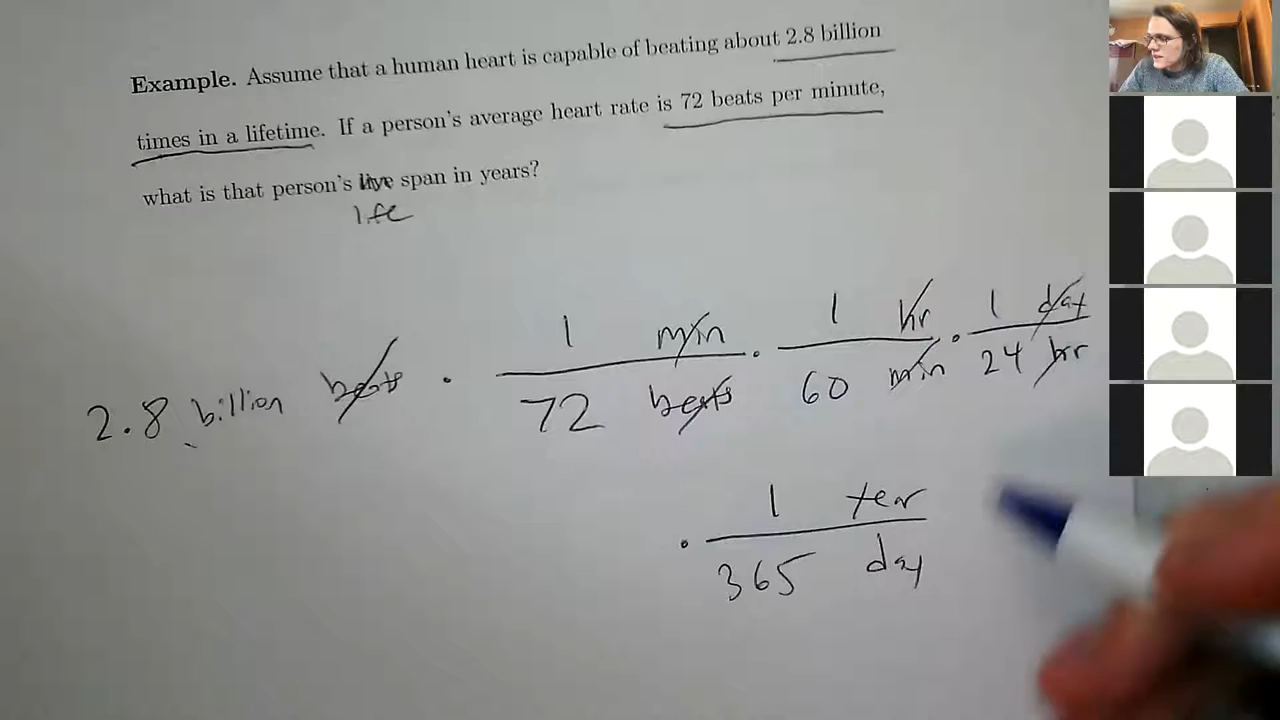 Example. Assume that a human heart is capable of beating about 2.8 billion
times in a lifetime. If a person's average heart rate is 72 beats per minute,
what is that person's live span in years?
life
2.8 billion beats · 1 min / 72 beats · 1 hr / 60 min · 1 day / 24 hr
· 1 year / 365 day